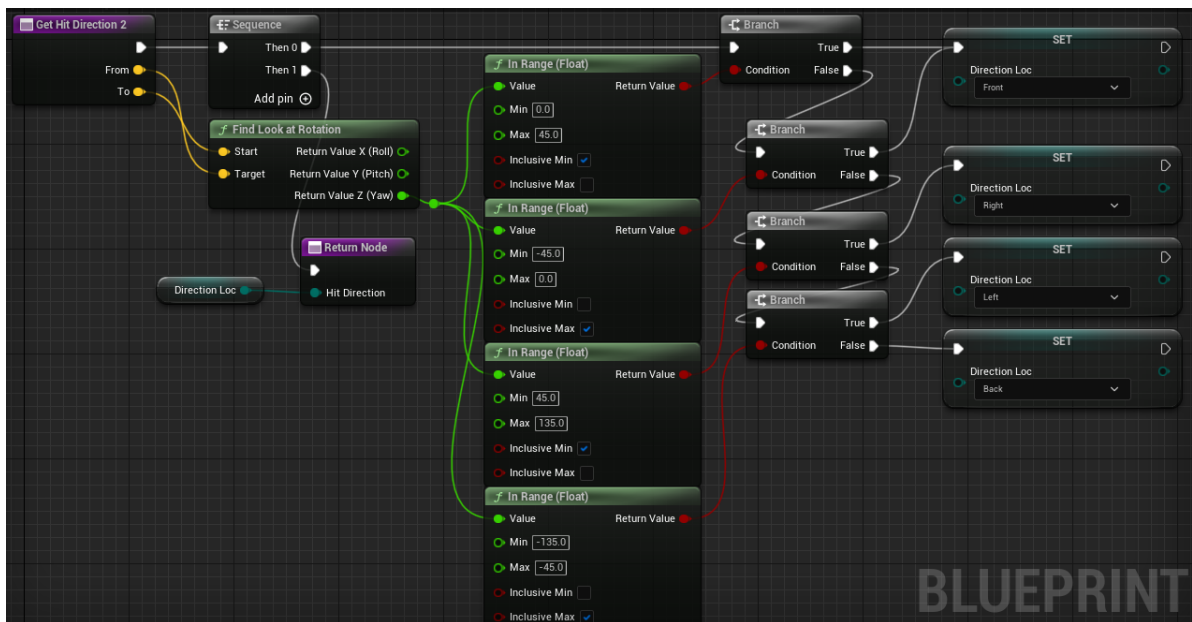 Get Hit Direction 2
From
To
Sequence
Then 0
Then 1
Add pin
f Find Look at Rotation
Start Return Value X (Roll)
Target Return Value Y (Pitch)
Return Value Z (Yaw)
Return Node
Hit Direction
Direction Loc
f In Range (Float)
Value Return Value
Min 0.0
Max 45.0
Inclusive Min
Inclusive Max
f In Range (Float)
Value Return Value
Min -45.0
Max 0.0
Inclusive Min
Inclusive Max
f In Range (Float)
Value Return Value
Min 45.0
Max 135.0
Inclusive Min
Inclusive Max
f In Range (Float)
Value Return Value
Min -135.0
Max -45.0
Inclusive Min
Inclusive Max
Branch
True
Condition False
Branch
True
Condition False
Branch
True
Condition False
Branch
True
Condition False
SET
Direction Loc
Front
SET
Direction Loc
Right
SET
Direction Loc
Left
SET
Direction Loc
Back
BLUEPRINT